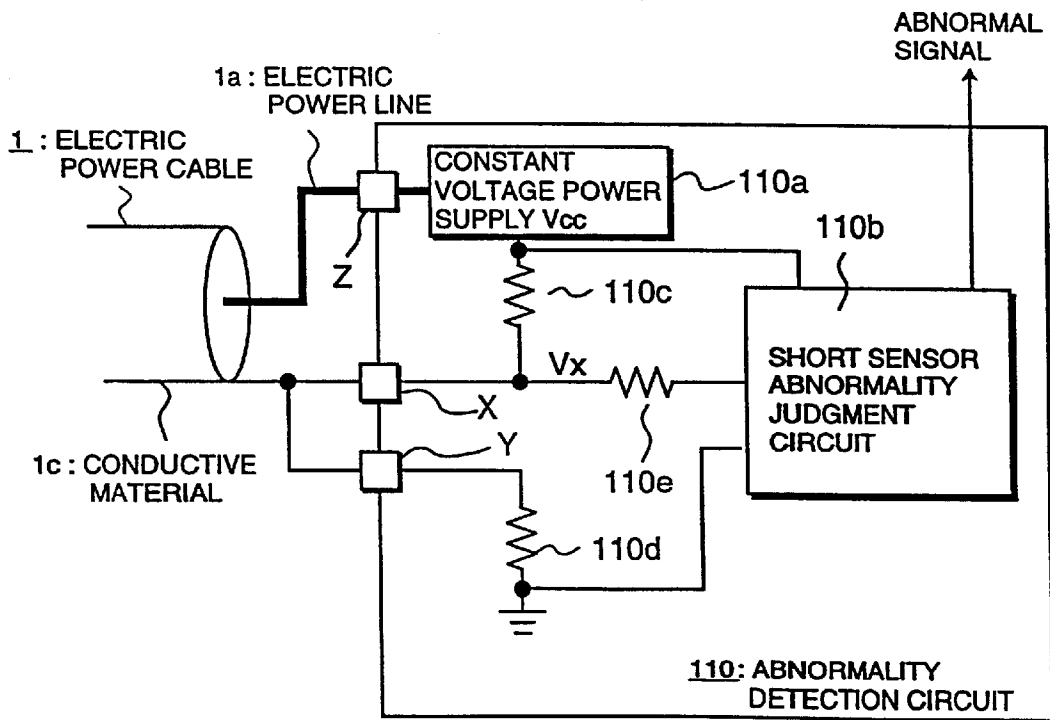 ABNORMAL
SIGNAL
1a : ELECTRIC
POWER LINE
1 : ELECTRIC
POWER CABLE
CONSTANT
VOLTAGE POWER
SUPPLY Vcc
110a
110b
Z
110c
SHORT SENSOR
ABNORMALITY
JUDGMENT
CIRCUIT
Vx
X
Y
110e
1c : CONDUCTIVE
MATERIAL
110d
110 : ABNORMALITY
DETECTION CIRCUIT